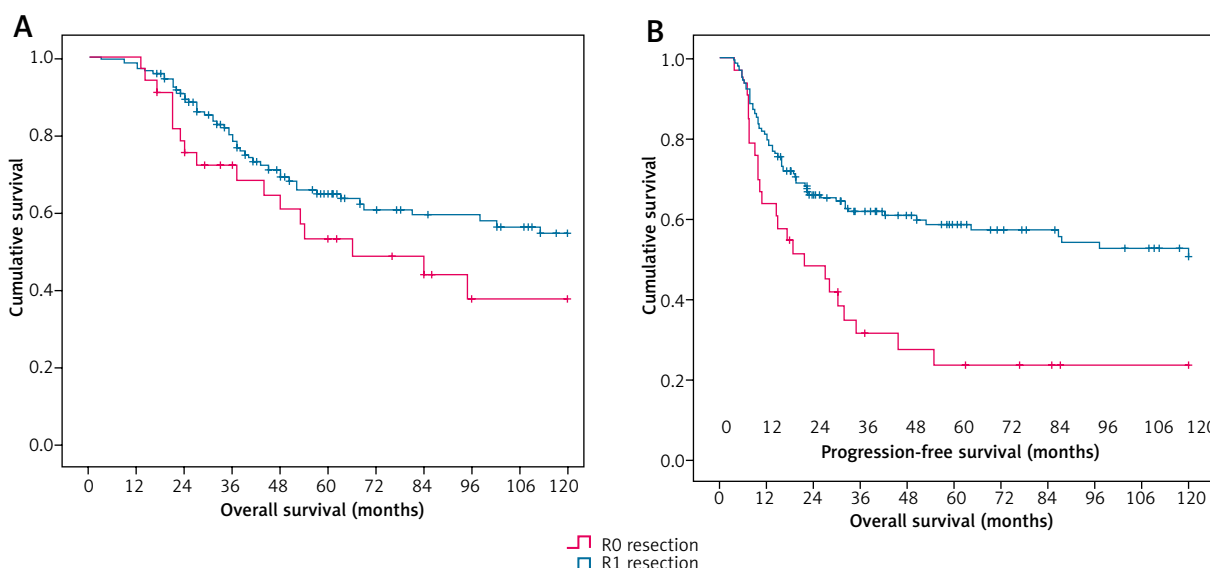 A
Cumulative survival
1.0
0.8
0.6
0.4
0.2
0.0
0 12 24 36 48 60 72 84 96 106 120
Overall survival (months)
B
Cumulative survival
1.0
0.8
0.6
0.4
0.2
0.0
0 12 24 36 48 60 72 84 96 106 120
Progression-free survival (months)
0 12 24 36 48 60 72 84 96 106 120
Overall survival (months)
R0 resection
R1 resection